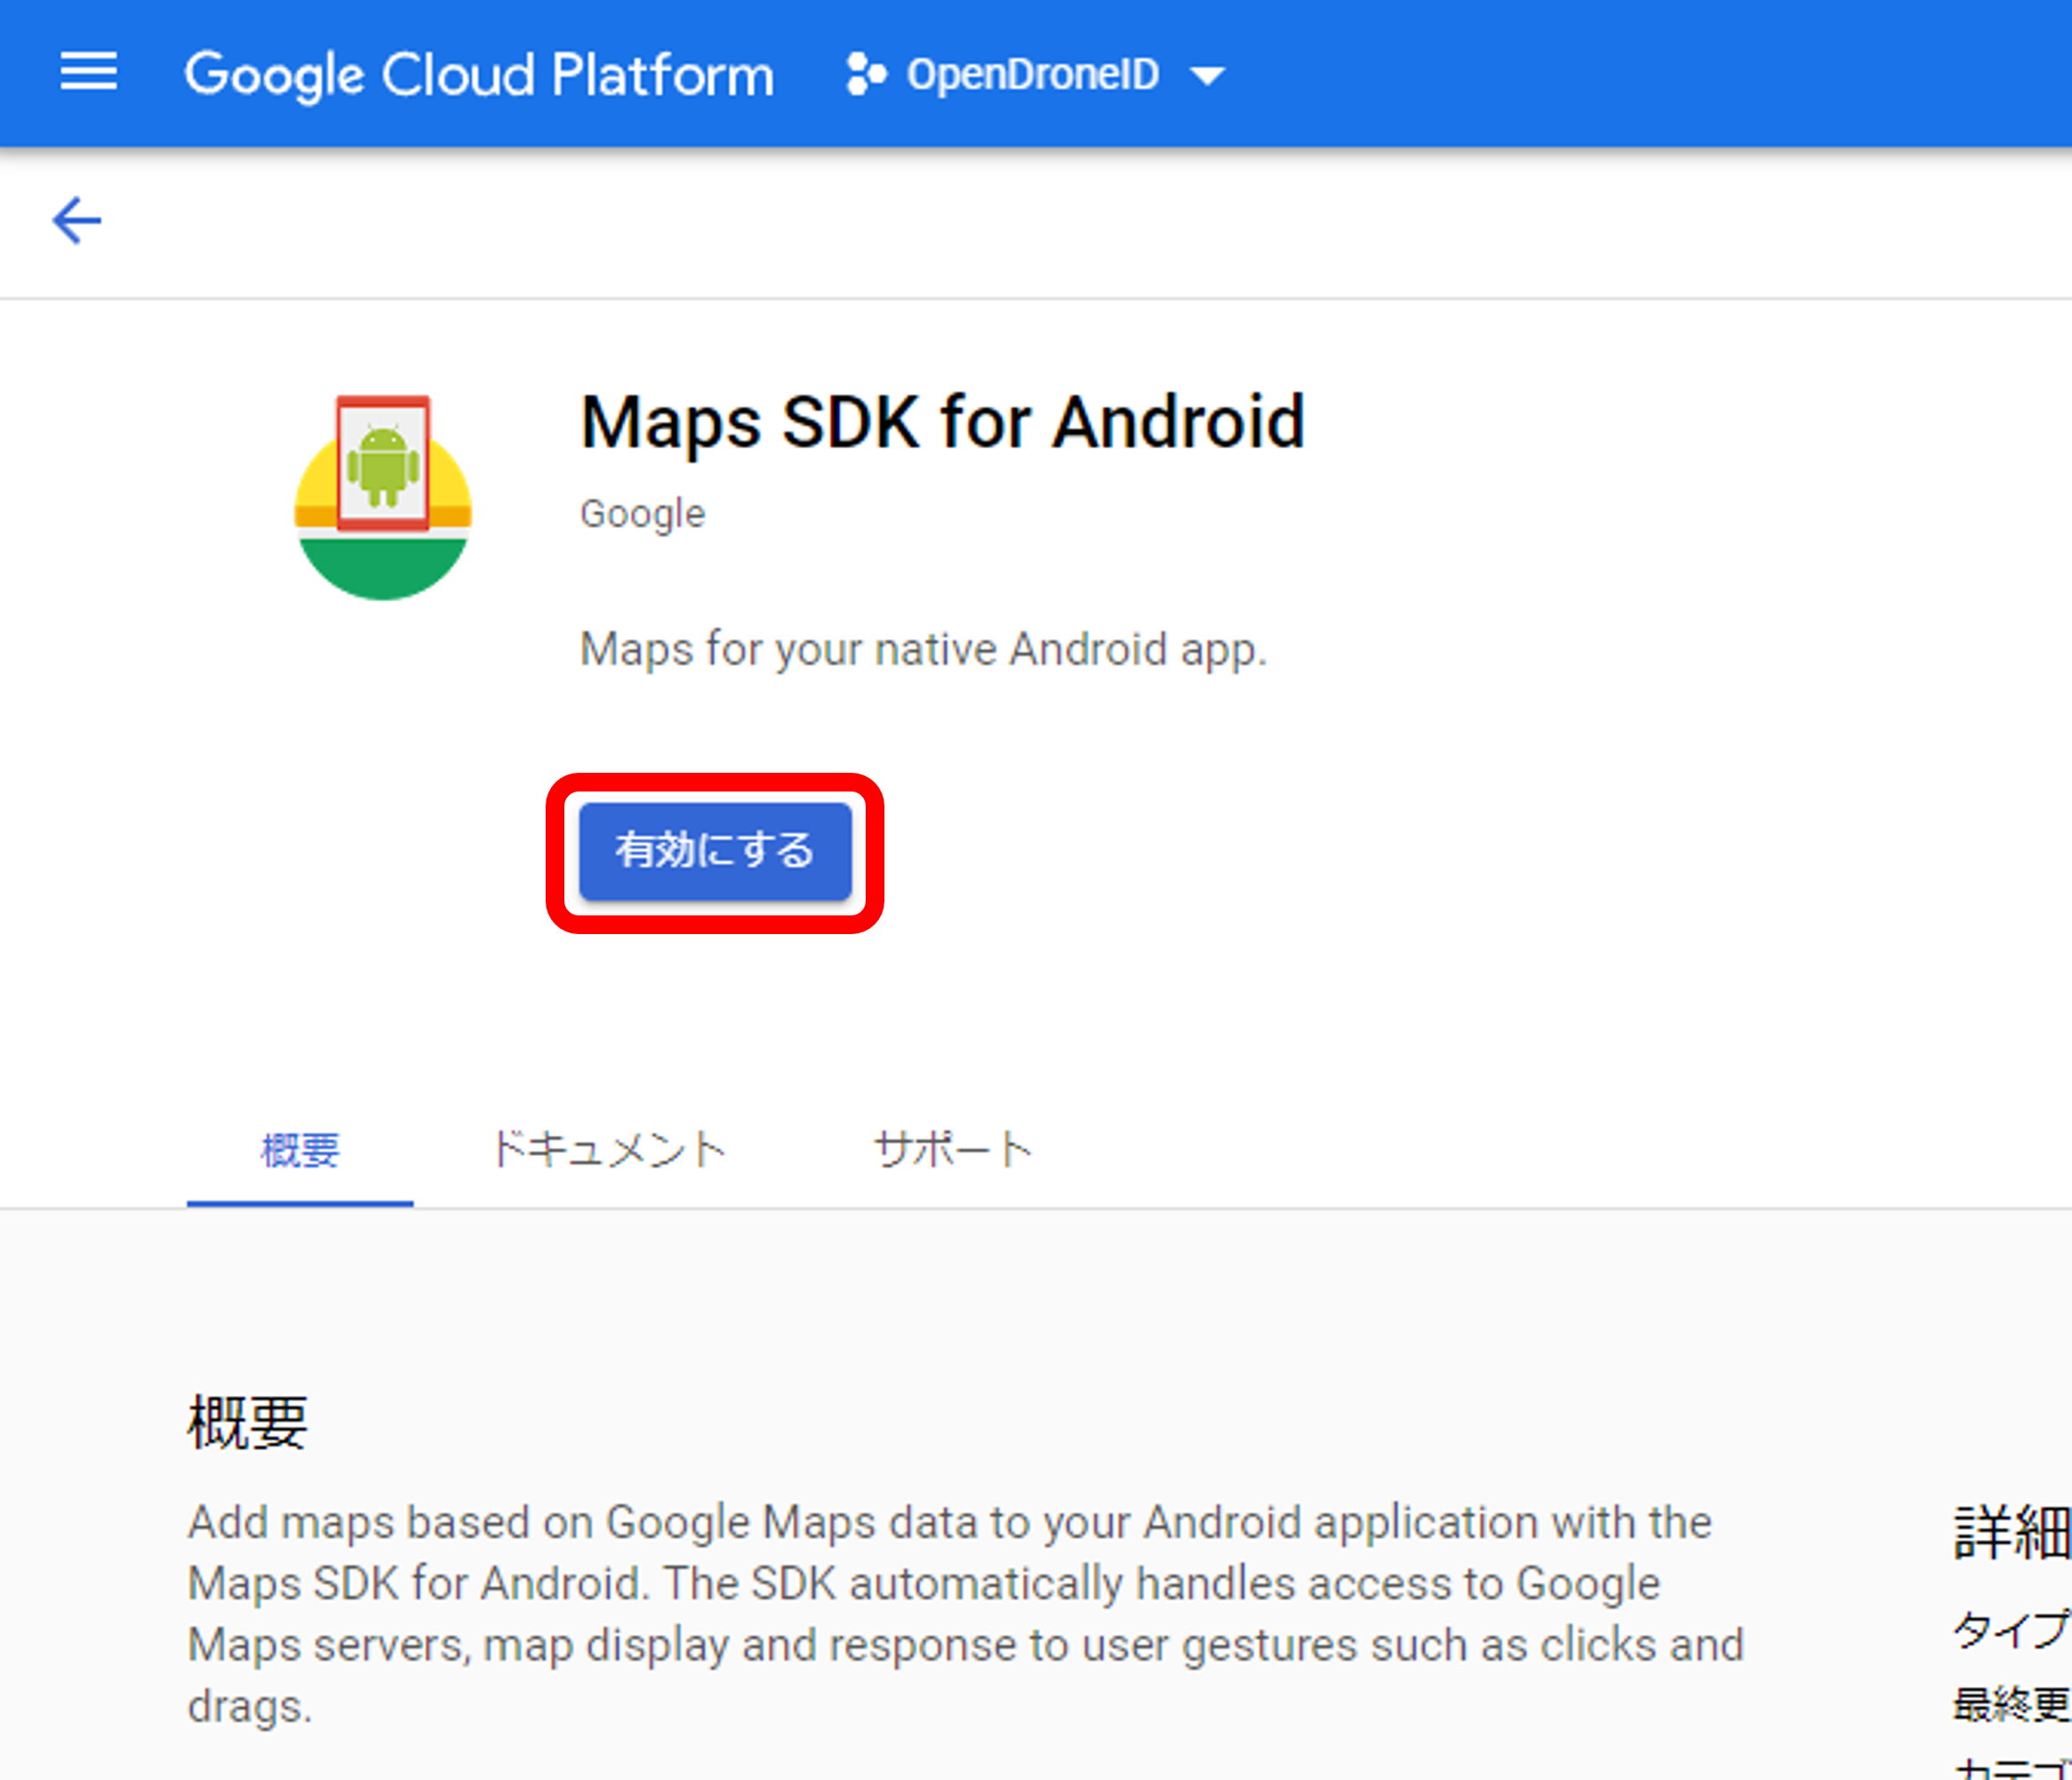 Google Cloud Platform
OpenDroneID
Maps SDK for Android
Google
Maps for your native Android app.
有効にする
概要
ドキュメント
サポート
概要
Add maps based on Google Maps data to your Android application with the
Maps SDK for Android. The SDK automatically handles access to Google
Maps servers, map display and response to user gestures such as clicks and
drags.
詳細
タイプ
最終更
カテゴ